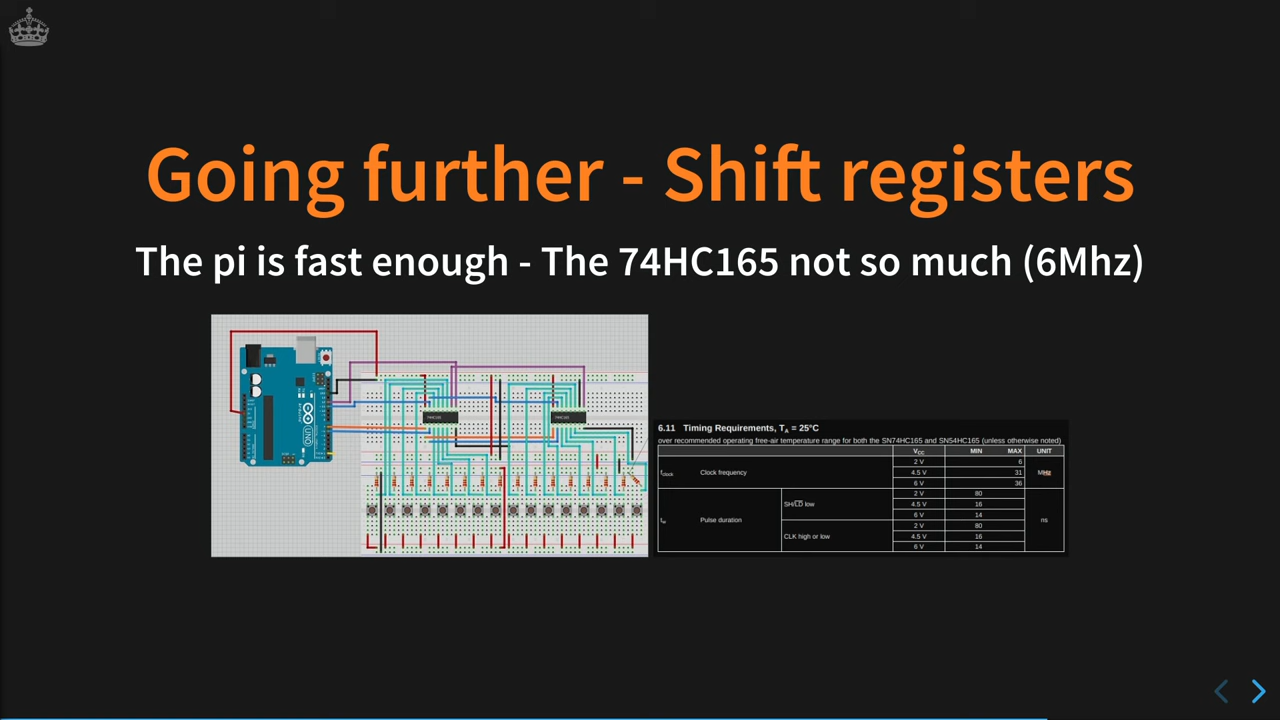 Going further - Shift registers
The pi is fast enough - The 74HC165 not so much (6Mhz)
UNO
6.11 Timing Requirements, TA = 25°C
over recommended operating free-air temperature range for both the SN74HC165 and SN54HC165 (unless otherwise noted)
VCC MIN MAX UNIT
fclock Clock frequency 2 V 6 MHz
4.5 V 31
6 V 36
tw Pulse duration SH/LD low 2 V 80 ns
4.5 V 16
6 V 14
CLK high or low 2 V 80
4.5 V 16
6 V 14